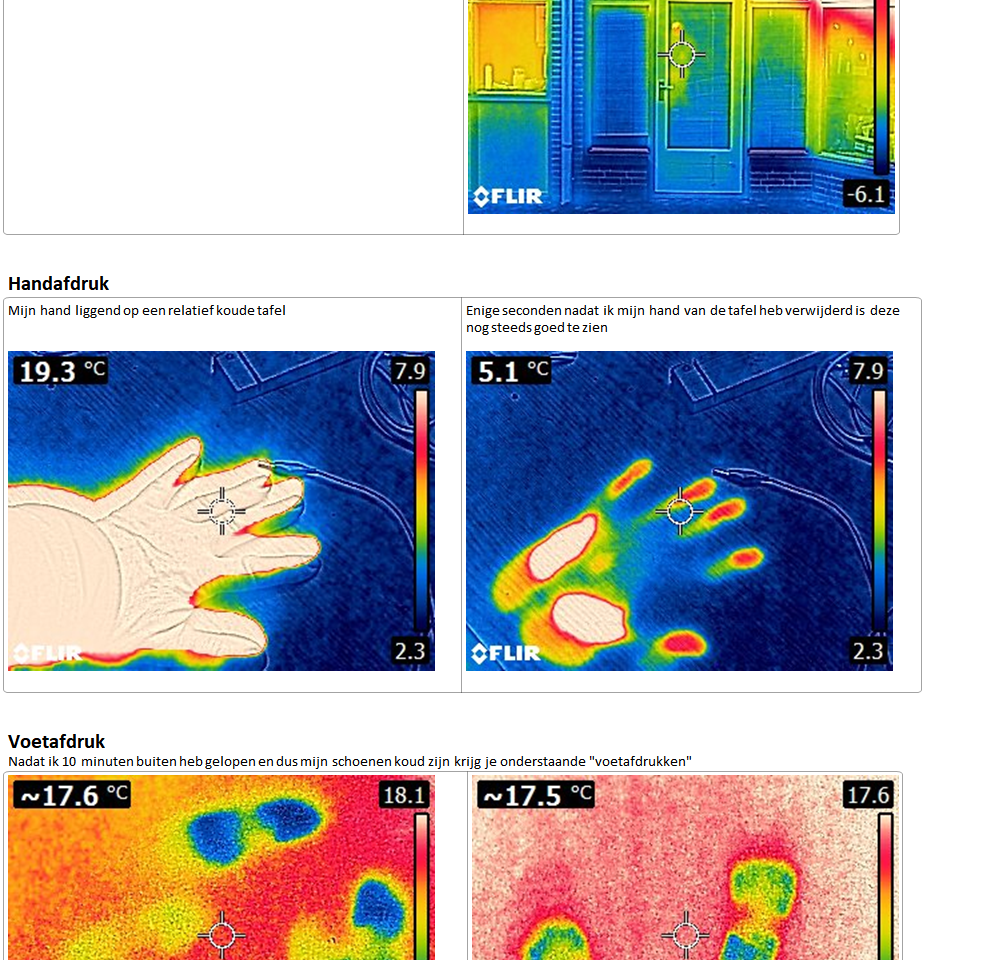 FLIR
-6.1
Handafdruk
Mijn hand liggend op een relatief koude tafel
Enige seconden nadat ik mijn hand van de tafel heb verwijderd is deze
nog steeds goed te zien
19.3 °C
7.9
FLIR
2.3
5.1 °C
7.9
FLIR
2.3
Voetafdruk
Nadat ik 10 minuten buiten heb gelopen en dus mijn schoenen koud zijn krijg je onderstaande "voetafdrukken"
~17.6 °C
18.1
~17.5 °C
17.6